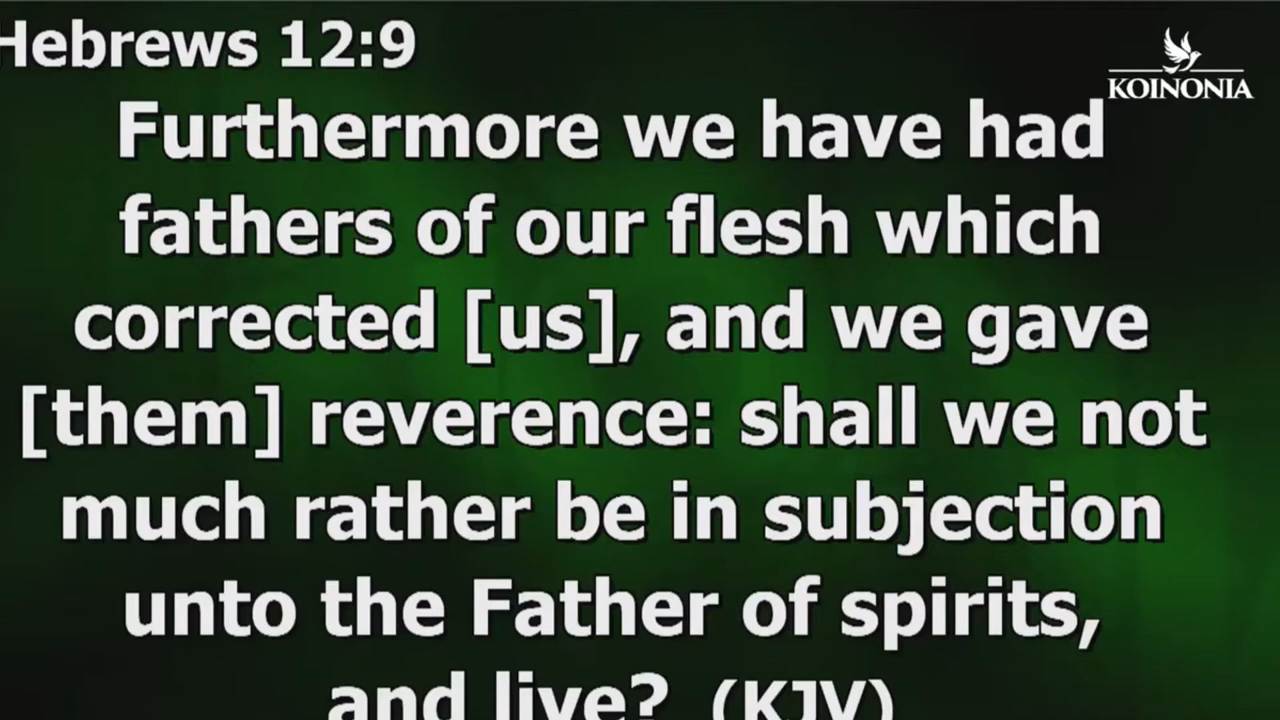 Hebrews 12:9
KOINONIA
Furthermore we have had
fathers of our flesh which
corrected [us], and we gave
[them] reverence: shall we not
much rather be in subjection
unto the Father of spirits,
and live? (KJV)